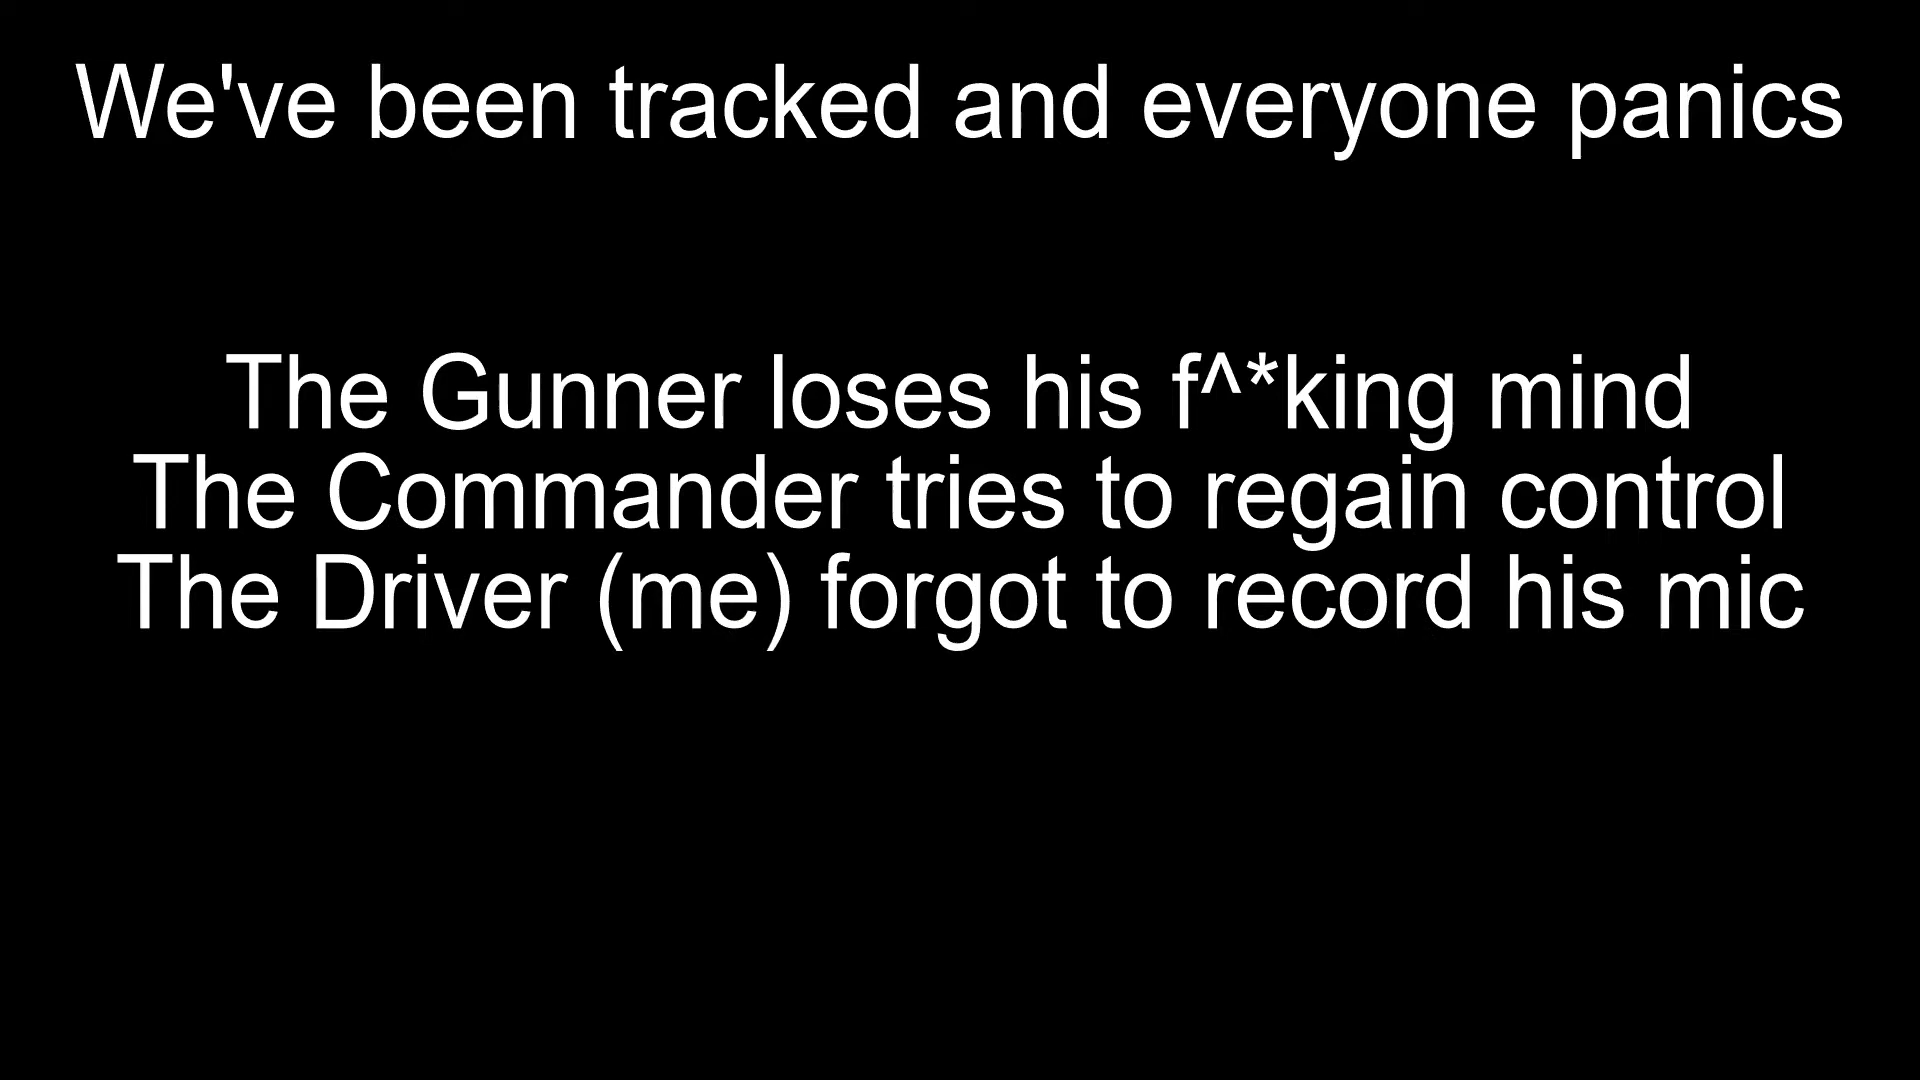 We've been tracked and everyone panics
The Gunner loses his f^*king mind
The Commander tries to regain control
The Driver (me) forgot to record his mic